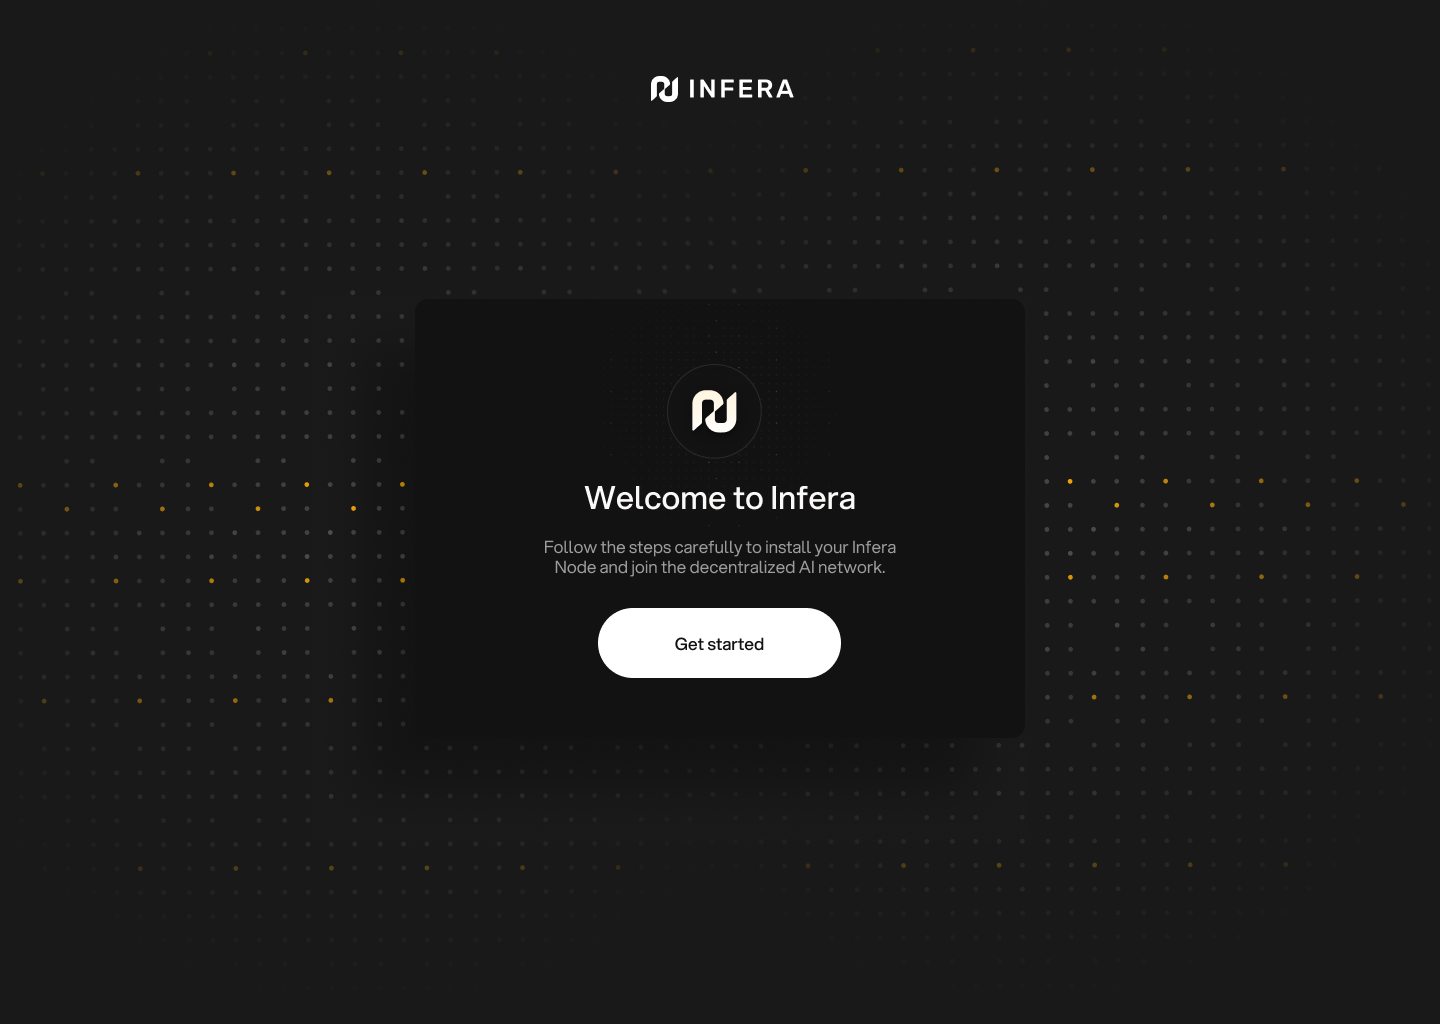 INFERA
Welcome to Infera
Follow the steps carefully to install your Infera
Node and join the decentralized AI network.
Get started